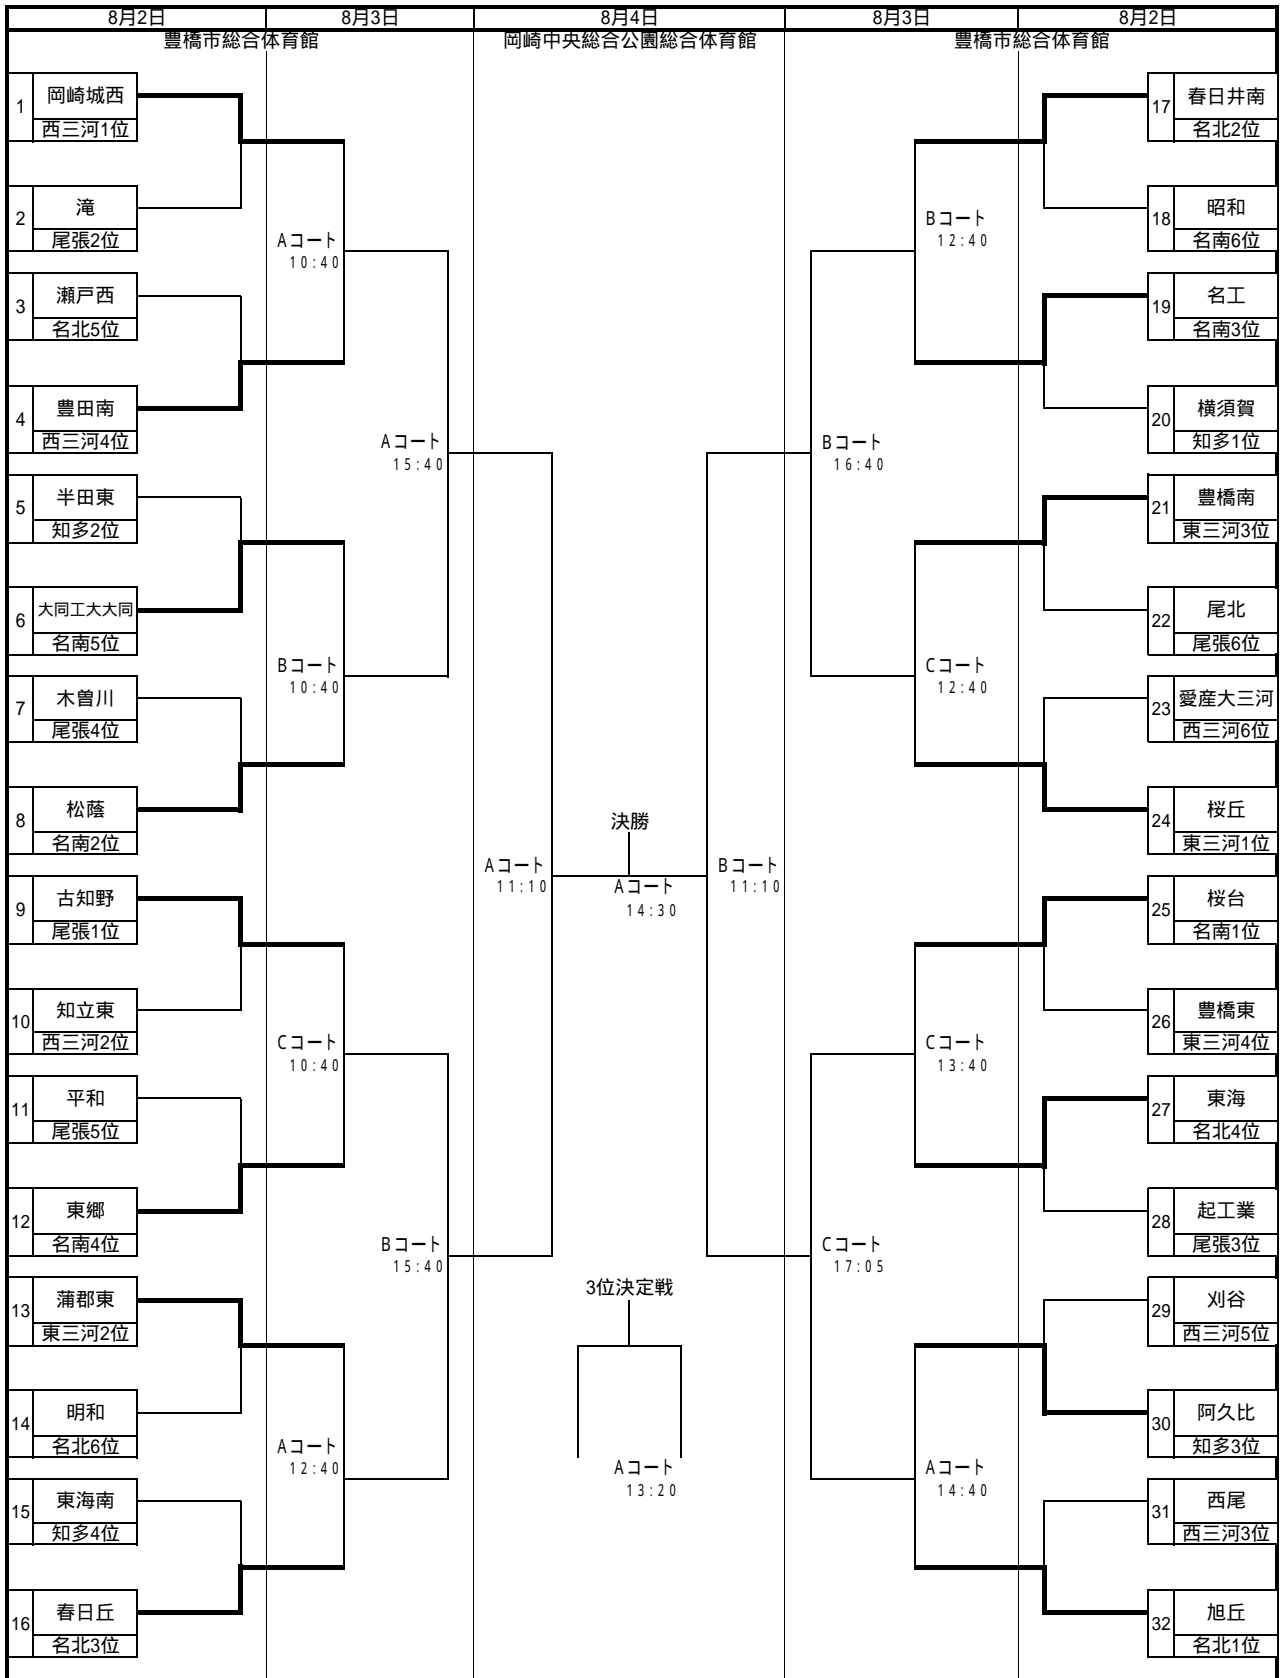 8月2日 8月3日 8月4日 8月3日 8月2日
豊橋市総合体育館 岡崎中央総合公園総合体育館 豊橋市総合体育館
1 岡崎城西
西三河1位
2 滝
尾張2位
Aコート
10:40
3 瀬戸西
名北5位
4 豊田南
西三河4位
Aコート
15:40
5 半田東
知多2位
6 大同工大大同
名南5位
Bコート
10:40
7 木曽川
尾張4位
8 松蔭
名南2位
Aコート
11:10
9 古知野
尾張1位
10 知立東
西三河2位
Cコート
10:40
11 平和
尾張5位
12 東郷
名南4位
Bコート
15:40
13 蒲郡東
東三河2位
14 明和
名北6位
Aコート
12:40
15 東海南
知多4位
16 春日丘
名北3位
決勝
Aコート
14:30
3位決定戦
Aコート
13:20
17 春日井南
名北2位
18 昭和
名南6位
Bコート
12:40
19 名工
名南3位
20 横須賀
知多1位
Bコート
16:40
21 豊橋南
東三河3位
22 尾北
尾張6位
Cコート
12:40
23 愛産大三河
西三河6位
24 桜丘
東三河1位
Bコート
11:10
25 桜台
名南1位
26 豊橋東
東三河4位
Cコート
13:40
27 東海
名北4位
28 起工業
尾張3位
Cコート
17:05
29 刈谷
西三河5位
30 阿久比
知多3位
Aコート
14:40
31 西尾
西三河3位
32 旭丘
名北1位